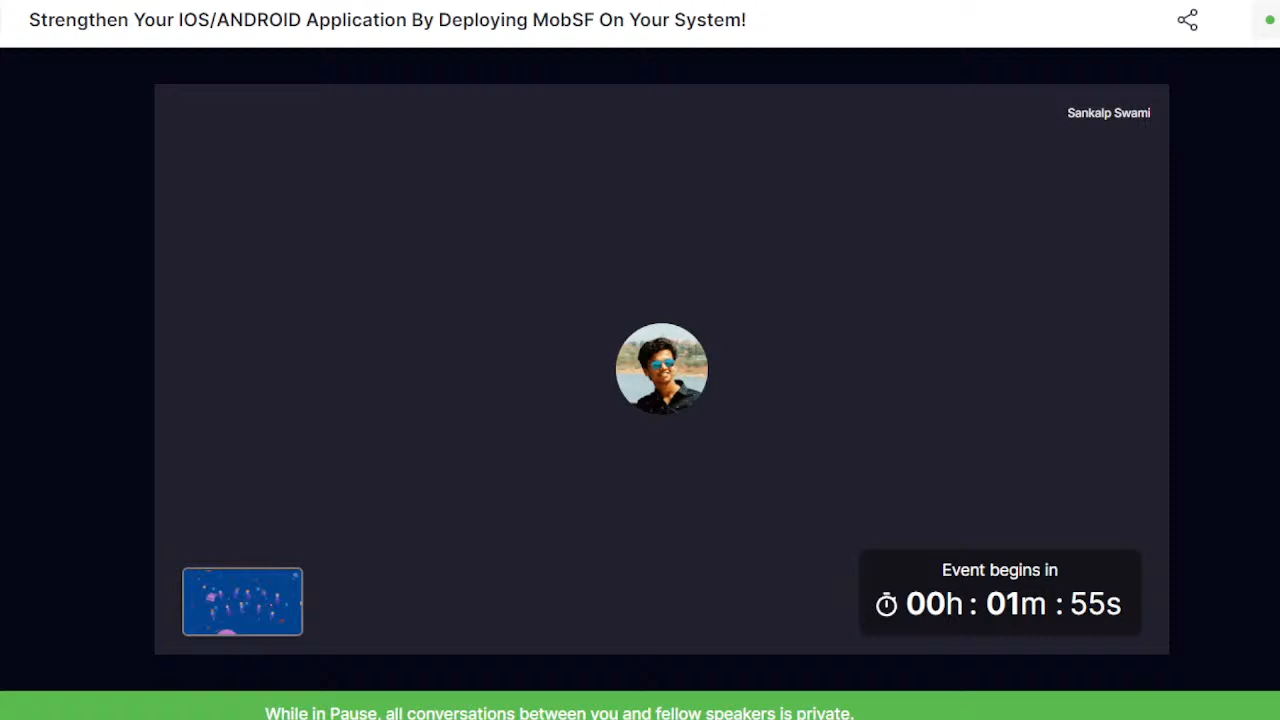 Strengthen Your IOS/ANDROID Application By Deploying MobSF On Your System!
Sankalp Swami
Event begins in
00h : 01m : 55s
While in Pause, all conversations between you and fellow speakers is private.